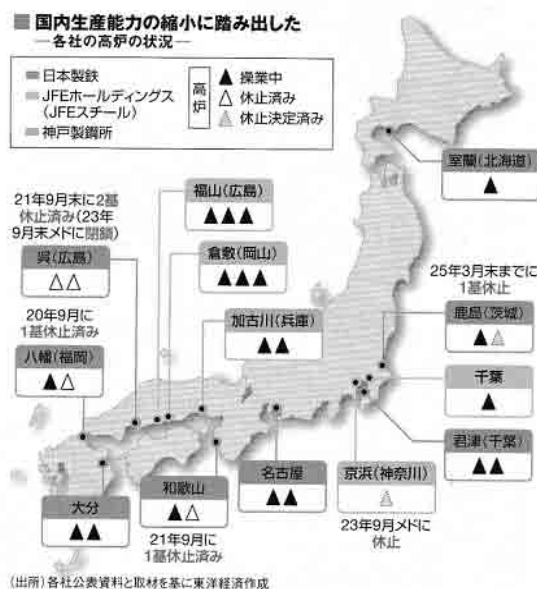 ■国内生産能力の縮小に踏み出した
―各社の高炉の状況―
■日本製鉄
■JFEホールディングス
(JFEスチール)
■神戸製鋼所
高炉
▲ 操業中
△ 休止済み
▲ 休止決定済み
室蘭(北海道)
▲
福山(広島)
▲▲▲
21年9月末に2基
休止済み(23年
9月末メドに閉鎖)
呉(広島)
△△
倉敷(岡山)
▲▲▲
25年3月末までに
1基休止
鹿島(茨城)
▲▲
加古川(兵庫)
▲▲
20年9月に
1基休止済み
八幡(福岡)
▲△
千葉
▲
君津(千葉)
▲▲
大分
▲▲
和歌山
▲△
21年9月に
1基休止済み
名古屋
▲▲
京浜(神奈川)
▲
23年9月メドに
休止
(出所)各社公表資料と取材を基に東洋経済作成